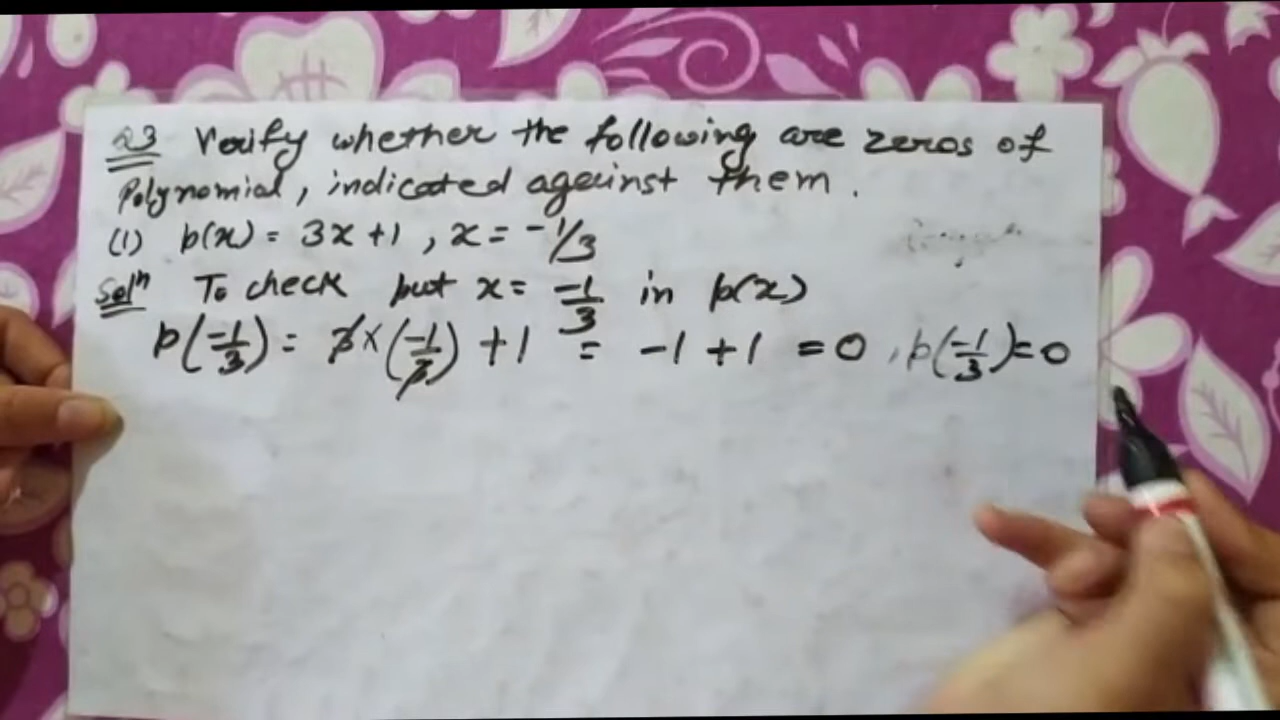 Q3 Verify whether the following are zeros of
Polynomial, indicated against them.
(1) p(x) = 3x+1, x = -1/3
Solⁿ To check put x = -1/3 in p(x)
p(-1/3) = 3×(-1/3) +1 = -1 +1 = 0, p(-1/3)=0